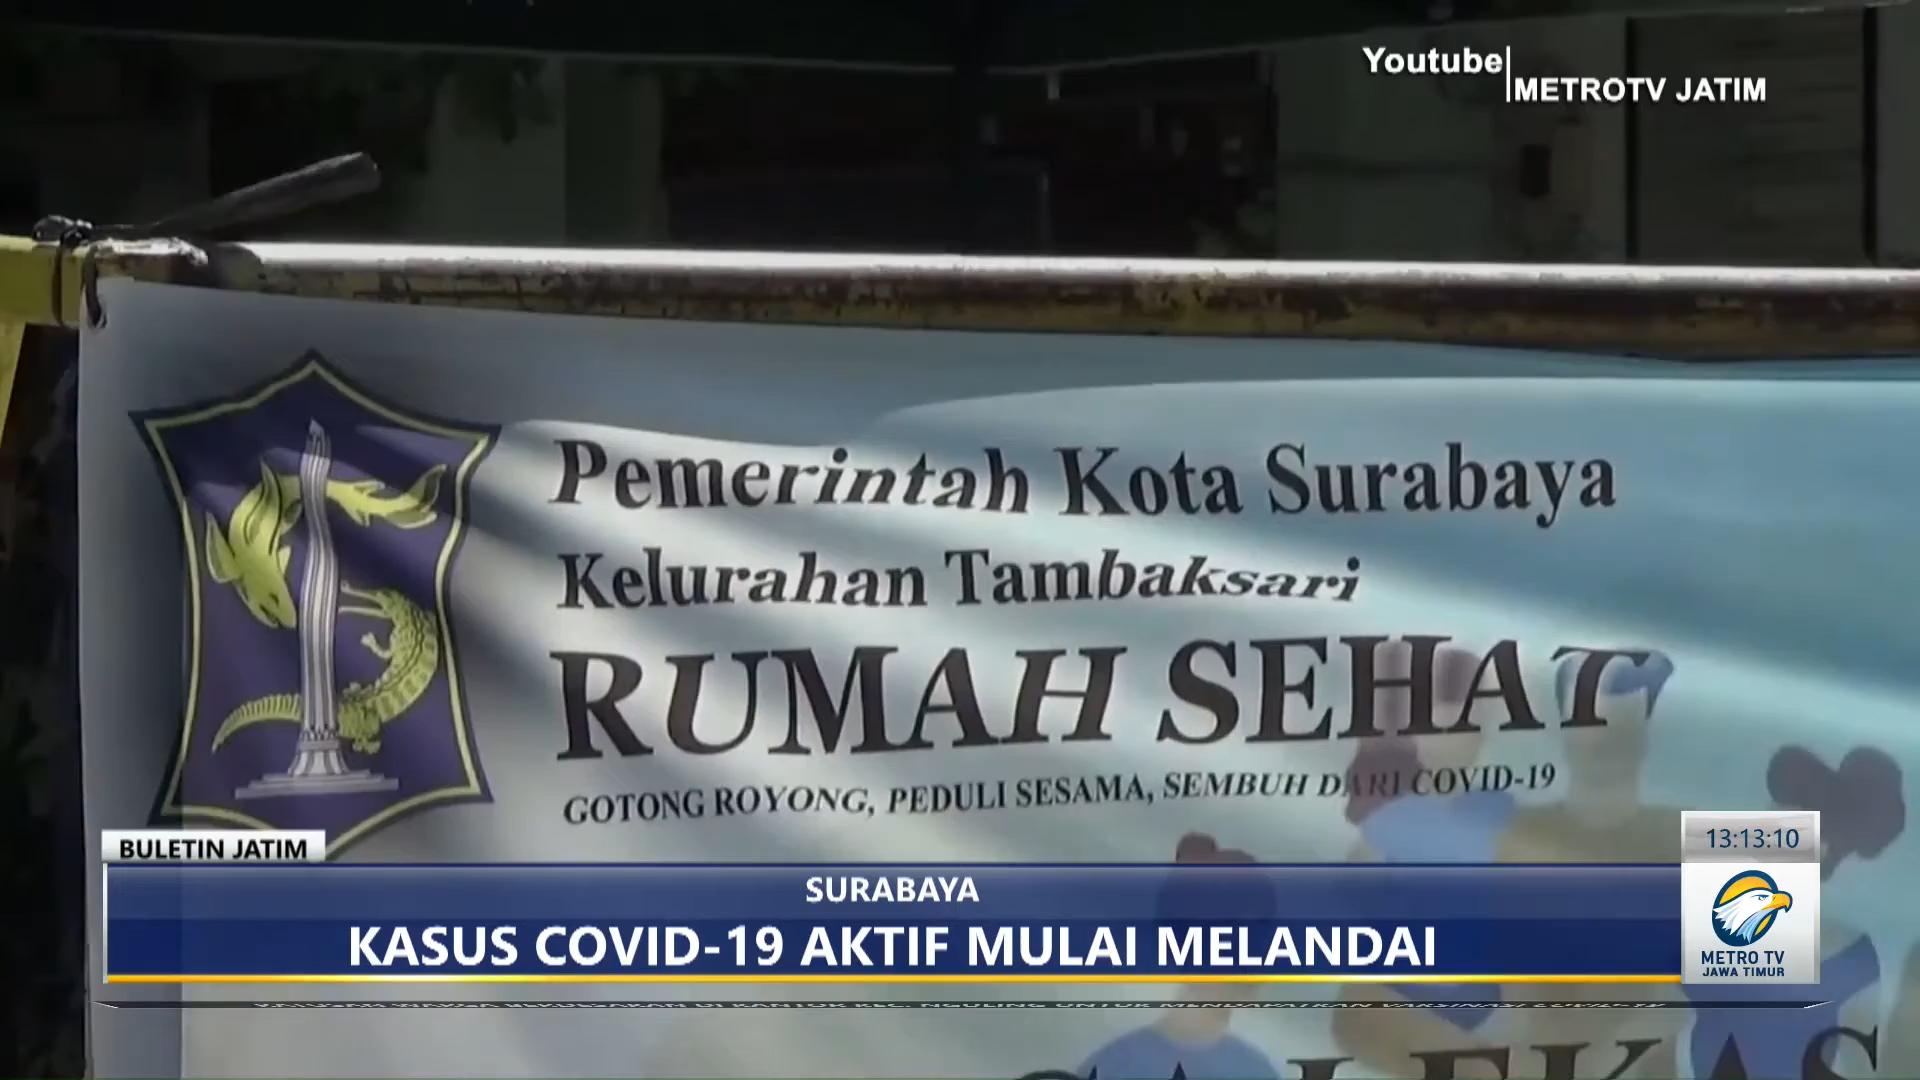 Youtube
METROTV JATIM
Pemerintah Kota Surabaya
Kelurahan Tambaksari
RUMAH SEHAT
GOTONG ROYONG, PEDULI SESAMA, SEMBUH DARI COVID-19
BULETIN JATIM
13:13:10
SURABAYA
KASUS COVID-19 AKTIF MULAI MELANDAI
METRO TV
JAWA TIMUR